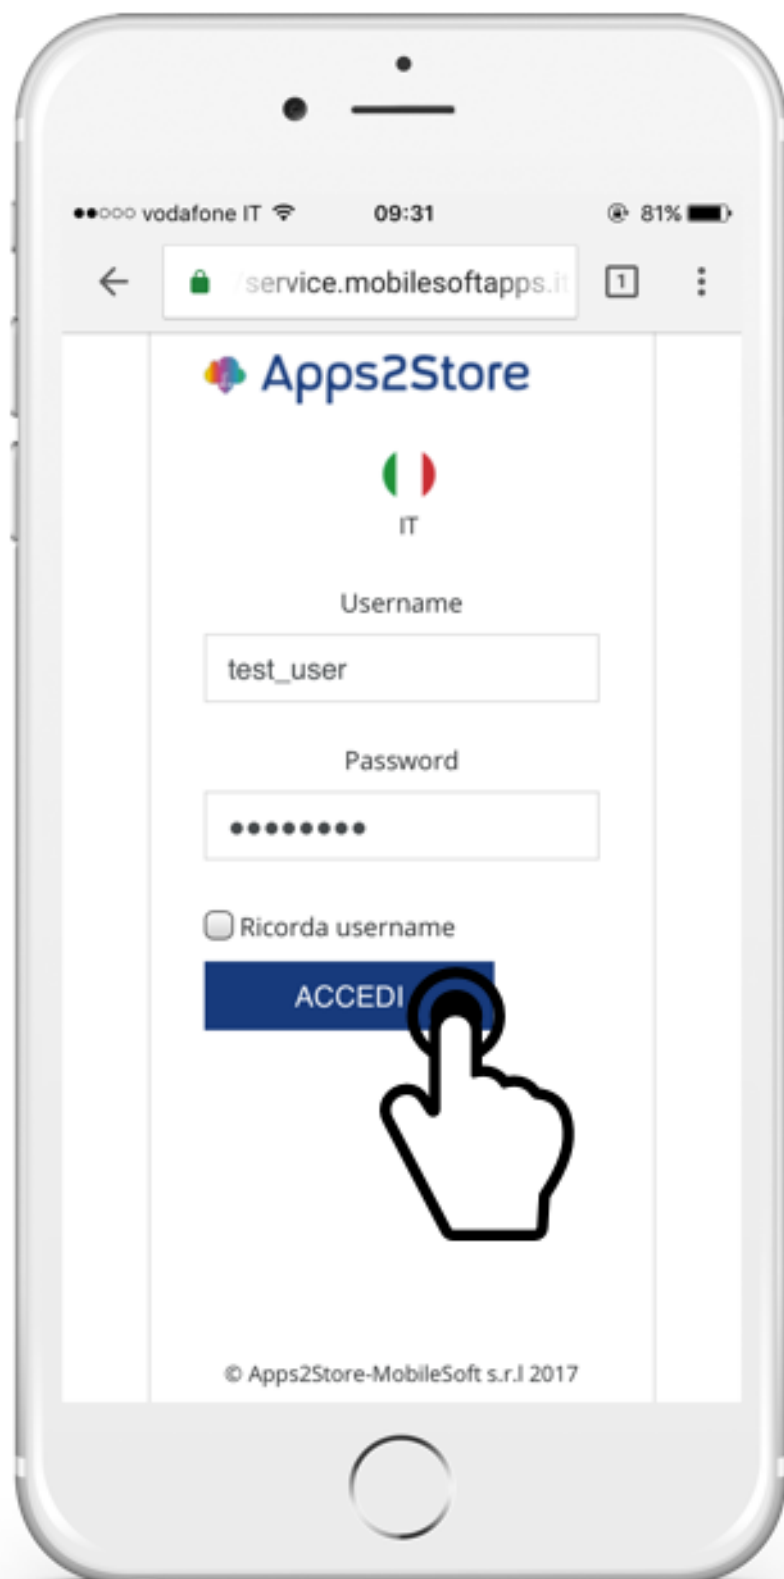 vodafone IT 09:31 81%
service.mobilesoftapps.it 1
Apps2Store
IT
Username
test_user
Password
••••••••
Ricorda username
ACCEDI
© Apps2Store-MobileSoft s.r.l 2017